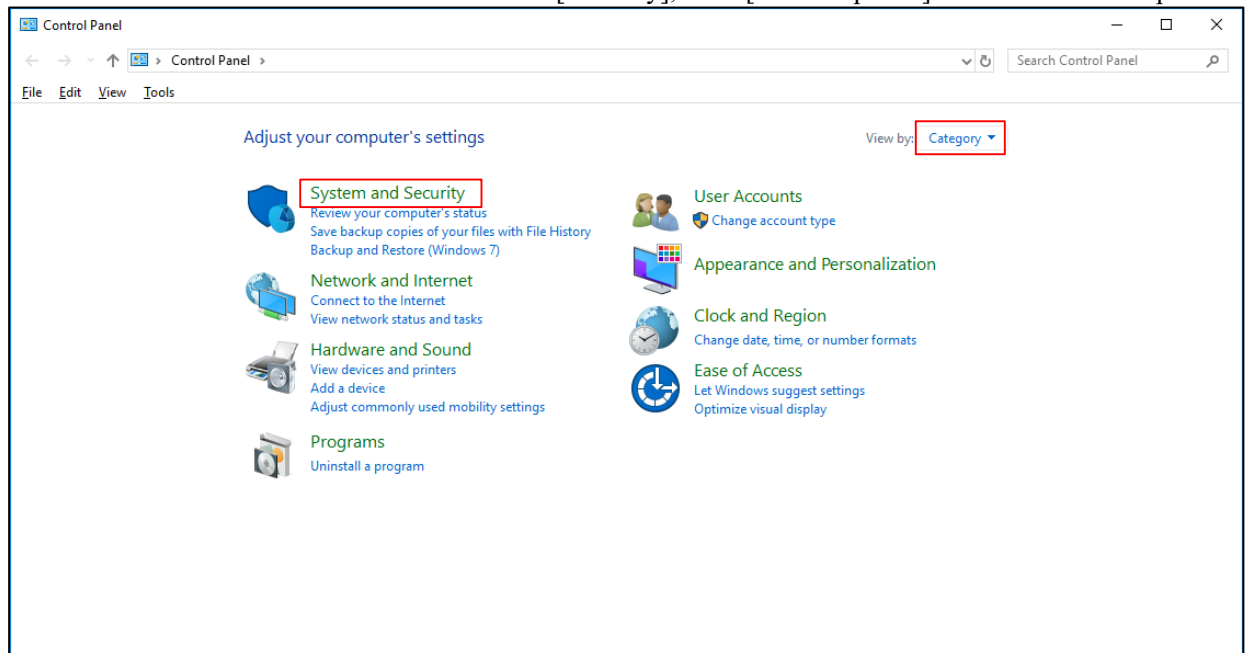 Control Panel
Control Panel
Search Control Panel
File Edit View Tools
Adjust your computer's settings
View by: Category
System and Security
Review your computer's status
Save backup copies of your files with File History
Backup and Restore (Windows 7)
Network and Internet
Connect to the Internet
View network status and tasks
Hardware and Sound
View devices and printers
Add a device
Adjust commonly used mobility settings
Programs
Uninstall a program
User Accounts
Change account type
Appearance and Personalization
Clock and Region
Change date, time, or number formats
Ease of Access
Let Windows suggest settings
Optimize visual display